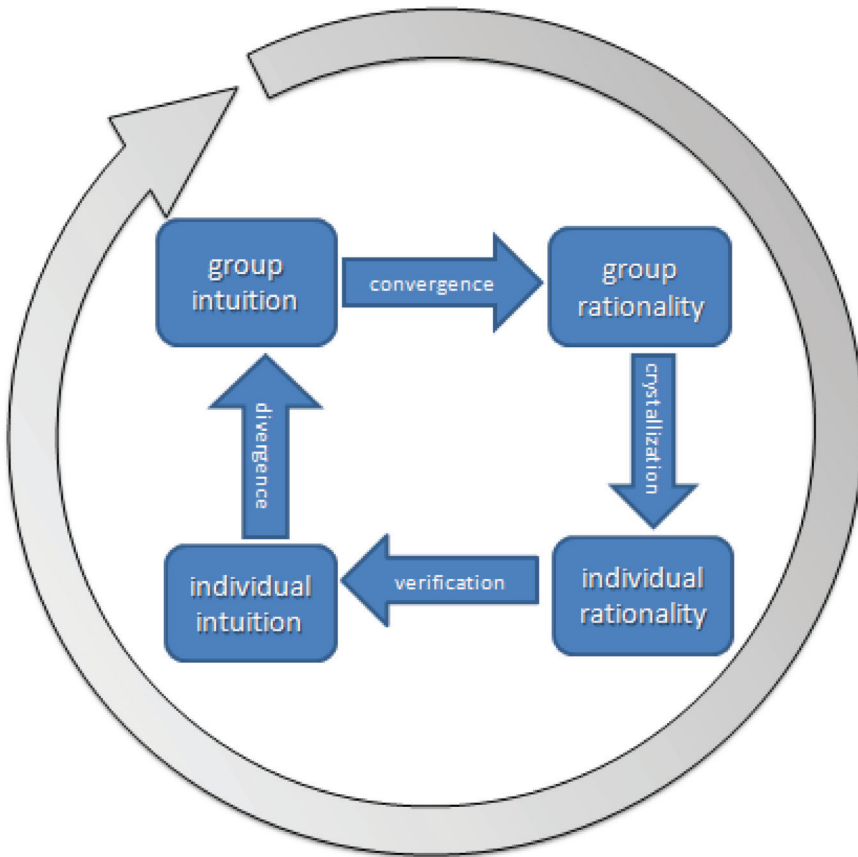 group
intuition
convergence
group
rationality
crystallization
divergence
individual
intuition
verification
individual
rationality